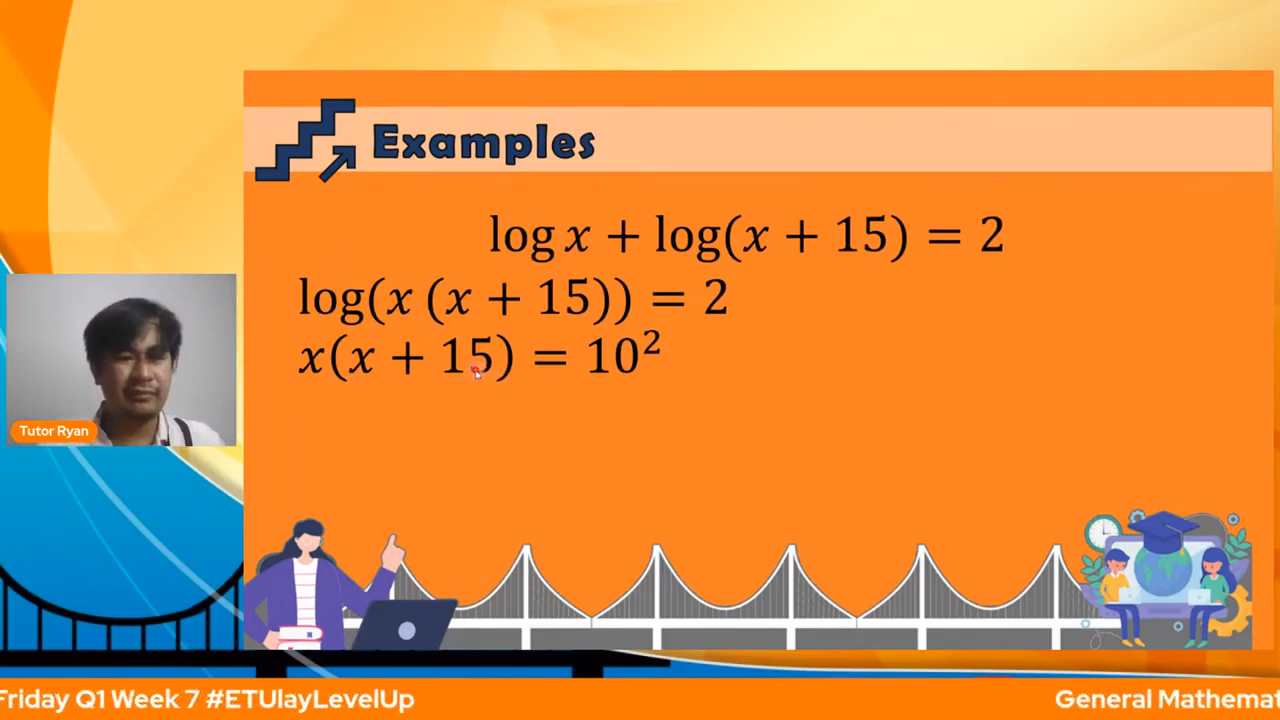 Examples
log x + log(x + 15) = 2
log(x (x + 15)) = 2
x(x + 15) = 10²
Tutor Ryan
Friday Q1 Week 7 #ETUlayLevelUp
General Mathemat